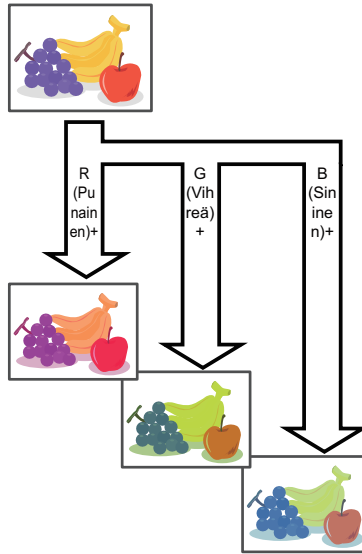 R
(Pu
nain
en)+
G
(Vih
reä)
+
B
(Sin
ine
n)+